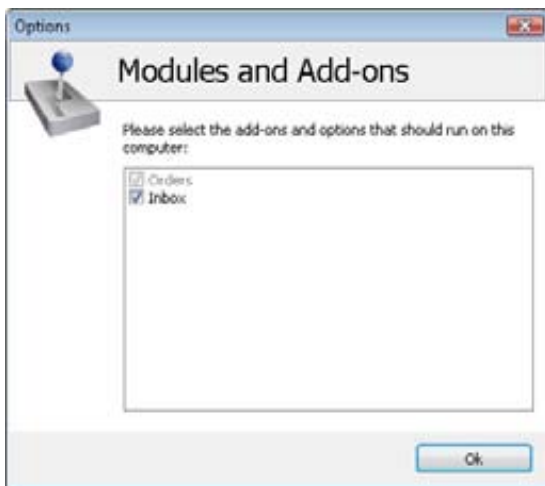 Options
Modules and Add-ons
Please select the add-ons and options that should run on this
computer:
Orders
Inbox
Ok